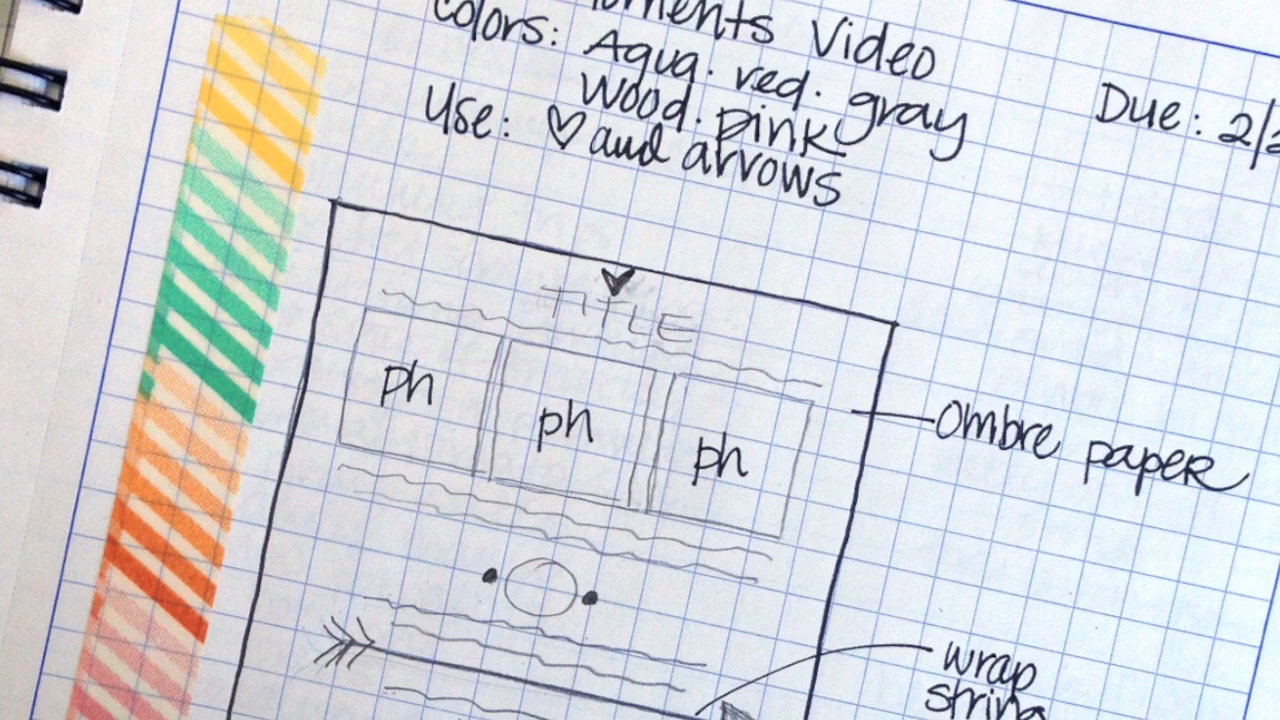 Video
Colors: Aqua. red. gray
wood. pink
Use: ♡ and arrows
Due: 2/
TITLE
ph
ph
ph
Ombre paper
wrap
string